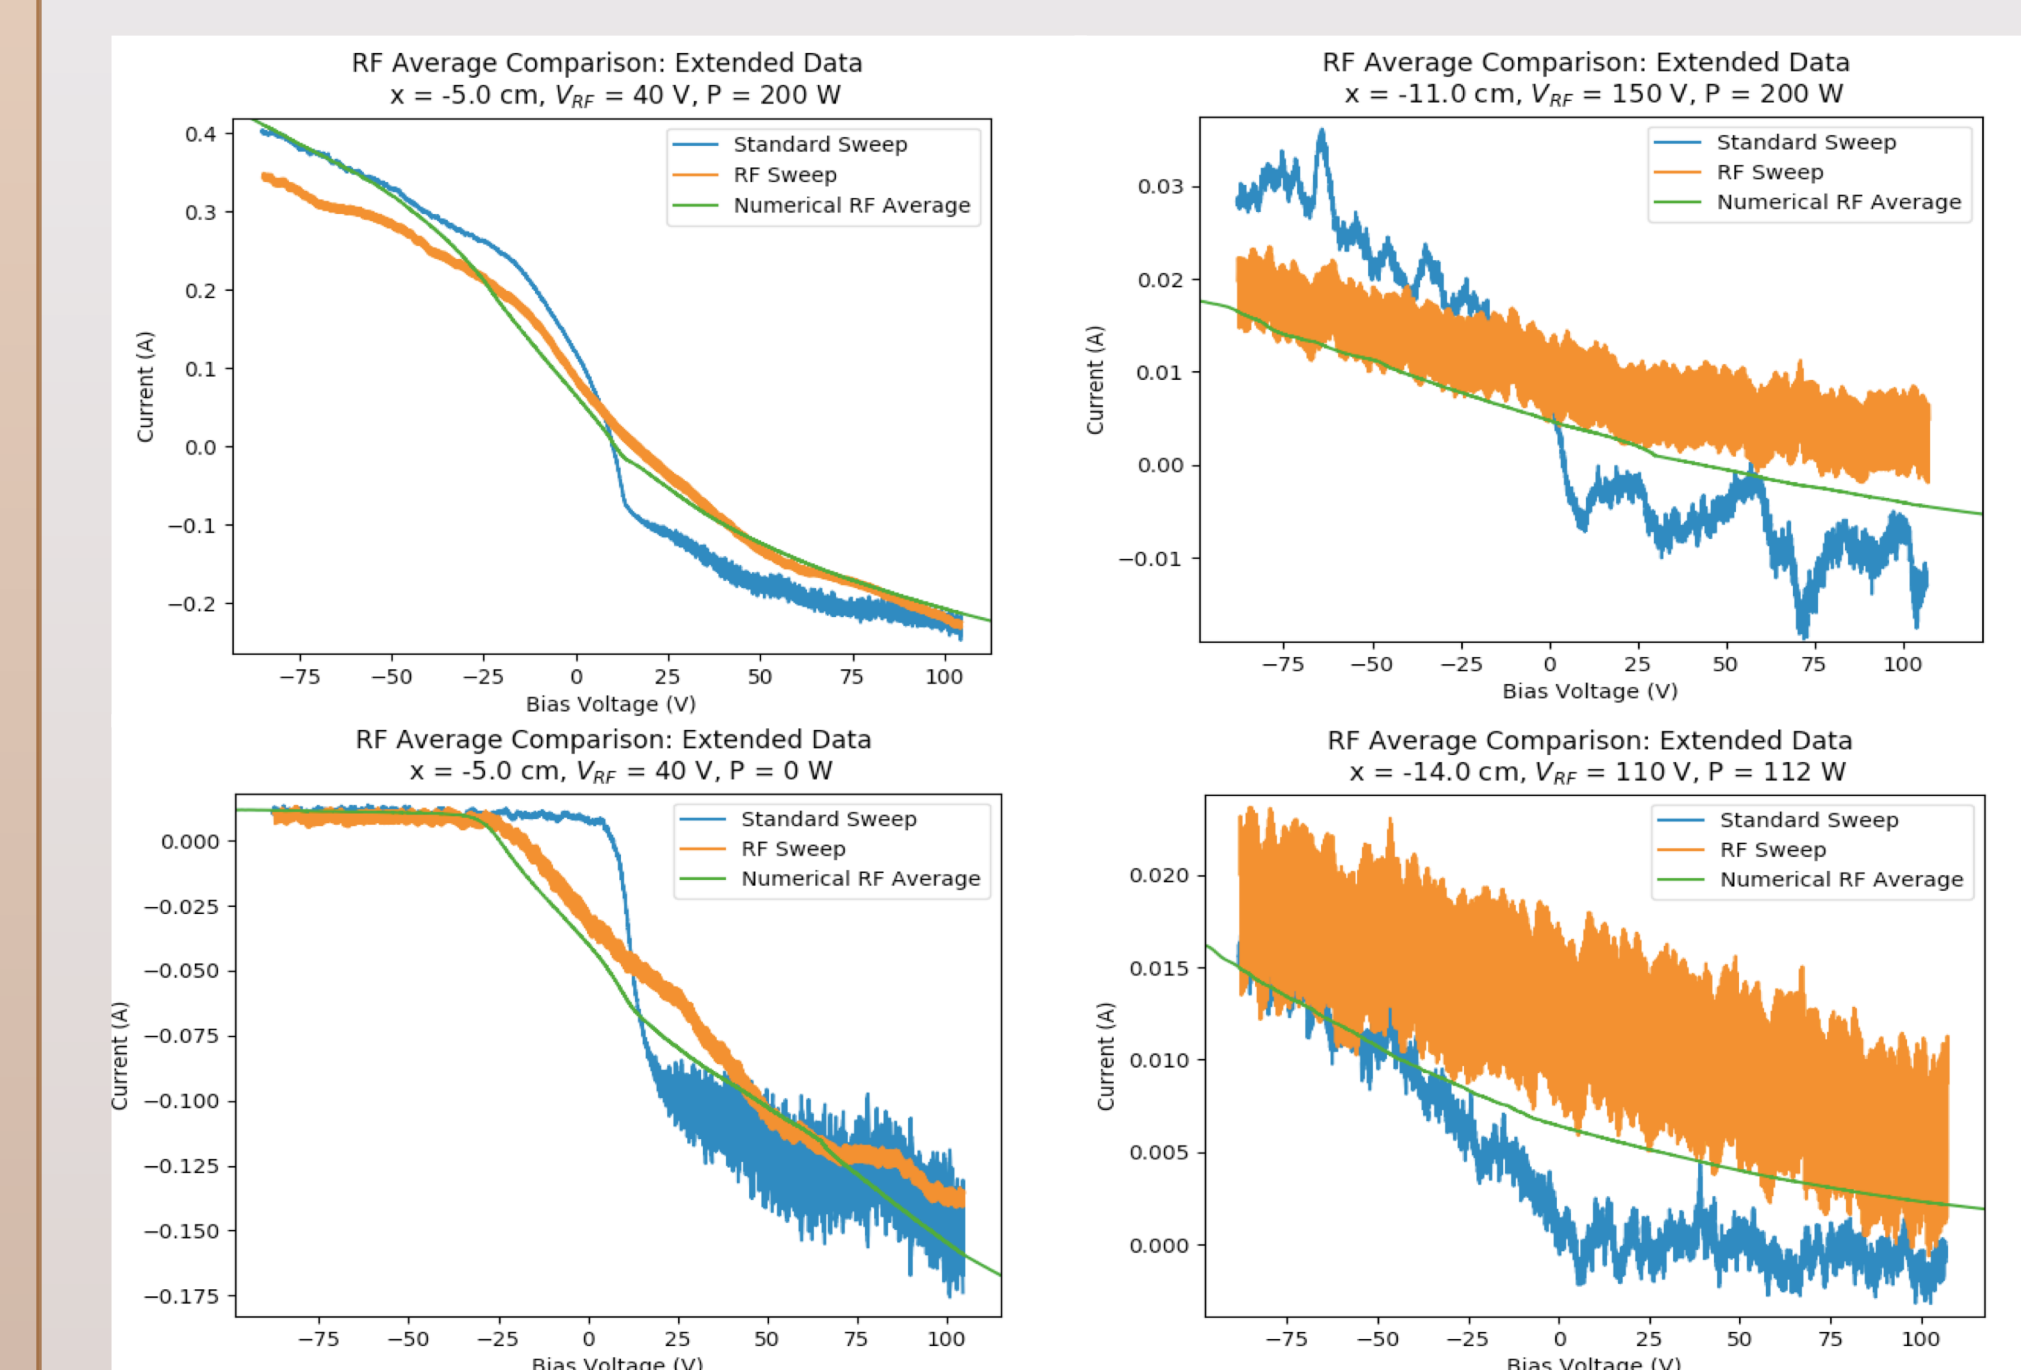 RF Average Comparison: Extended Data
x = -5.0 cm, V_RF = 40 V, P = 200 W
Standard Sweep
RF Sweep
Numerical RF Average
0.4
0.3
0.2
0.1
0.0
−0.1
−0.2
Current (A)
−75 −50 −25 0 25 50 75 100
Bias Voltage (V)
RF Average Comparison: Extended Data
x = -11.0 cm, V_RF = 150 V, P = 200 W
Standard Sweep
RF Sweep
Numerical RF Average
0.03
0.02
0.01
0.00
−0.01
Current (A)
−75 −50 −25 0 25 50 75 100
Bias Voltage (V)
RF Average Comparison: Extended Data
x = -5.0 cm, V_RF = 40 V, P = 0 W
Standard Sweep
RF Sweep
Numerical RF Average
0.000
−0.025
−0.050
−0.075
−0.100
−0.125
−0.150
−0.175
Current (A)
−75 −50 −25 0 25 50 75 100
Bias Voltage (V)
RF Average Comparison: Extended Data
x = -14.0 cm, V_RF = 110 V, P = 112 W
Standard Sweep
RF Sweep
Numerical RF Average
0.020
0.015
0.010
0.005
0.000
Current (A)
−75 −50 −25 0 25 50 75 100
Bias Voltage (V)